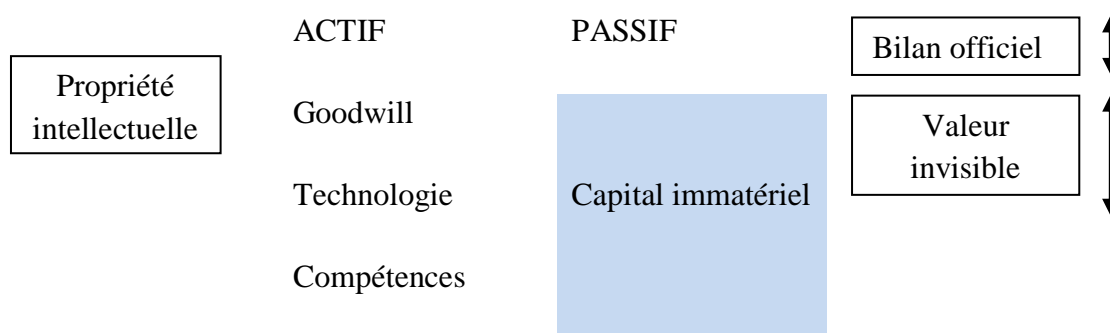 ACTIF
PASSIF
Bilan officiel
Propriété
intellectuelle
Goodwill
Valeur
invisible
Technologie
Capital immatériel
Compétences